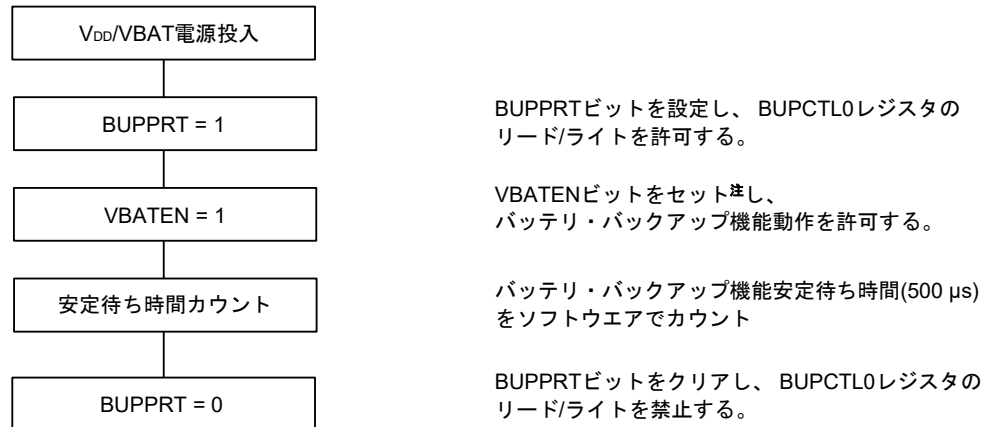 VDD/VBAT電源投入
BUPPRT = 1
BUPPRTビットを設定し、 BUPCTL0レジスタの
リード/ライトを許可する。
VBATEN = 1
VBATENビットをセット注し、
バッテリ・バックアップ機能動作を許可する。
安定待ち時間カウント
バッテリ・バックアップ機能安定待ち時間(500 µs)
をソフトウエアでカウント
BUPPRT = 0
BUPPRTビットをクリアし、 BUPCTL0レジスタの
リード/ライトを禁止する。